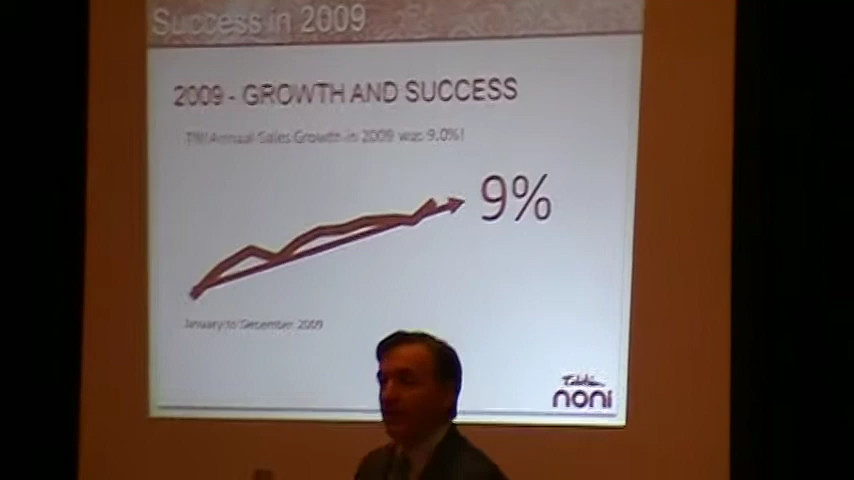 Success in 2009
2009 - GROWTH AND SUCCESS
TNI Annual Sales Growth in 2009 was 9.0%!
9%
January to December 2009
Tahitian
noni